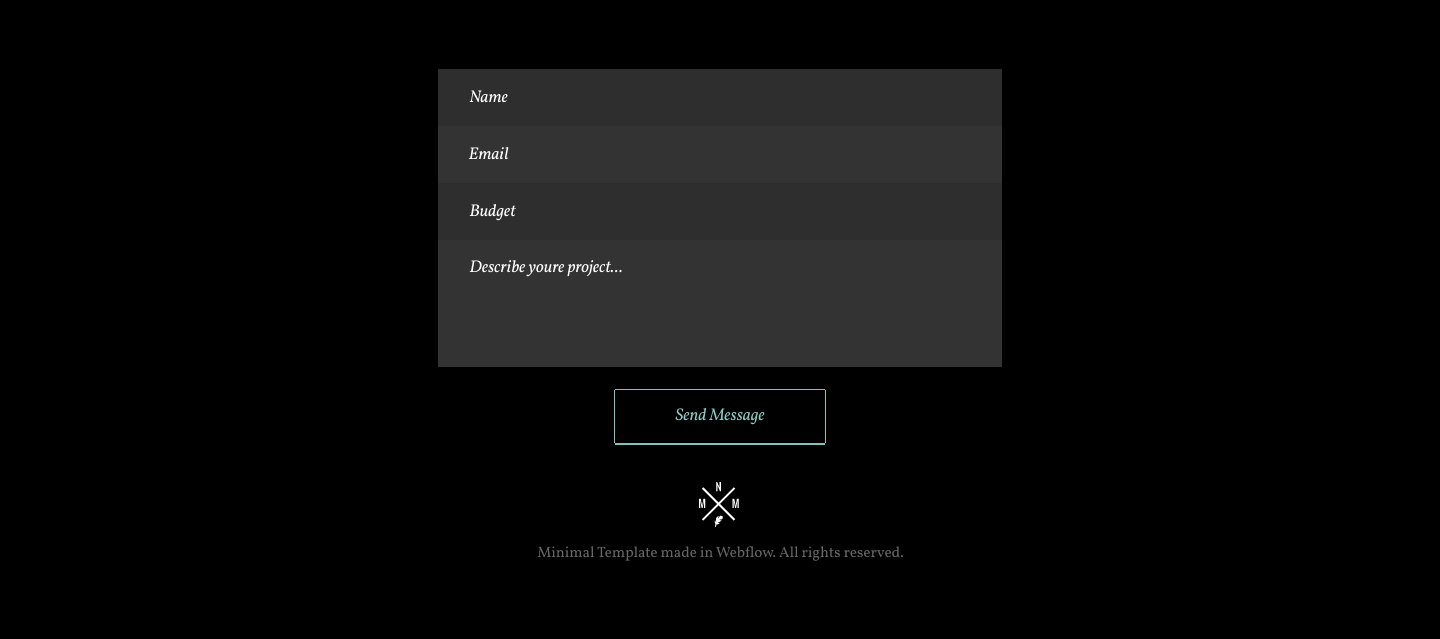 Name
Email
Budget
Describe youre project...
Send Message
N
M M
Minimal Template made in Webflow. All rights reserved.